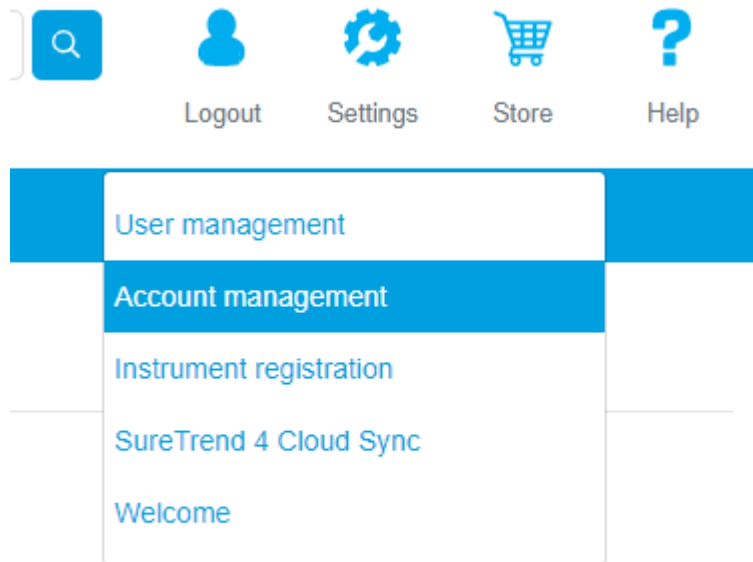 Logout Settings Store Help
User management
Account management
Instrument registration
SureTrend 4 Cloud Sync
Welcome